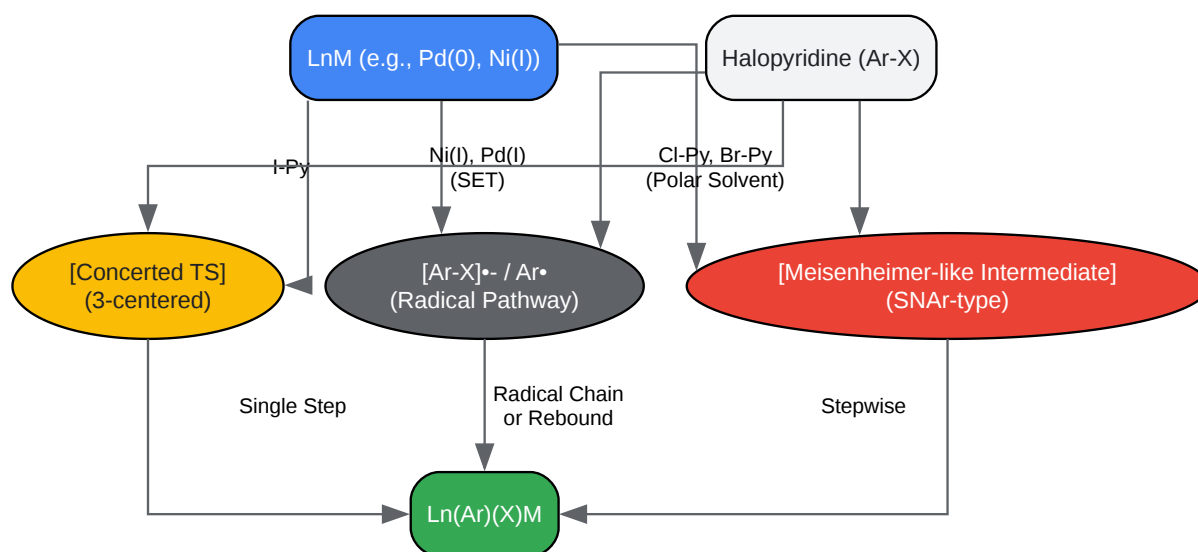 LnM (e.g., Pd(0), Ni(I))
Halopyridine (Ar-X)
I-Py
Ni(I), Pd(I)
(SET)
Cl-Py, Br-Py
(Polar Solvent)
[Concerted TS]
(3-centered)
[Ar-X]•- / Ar•
(Radical Pathway)
[Meisenheimer-like Intermediate]
(SNAr-type)
Single Step
Radical Chain
or Rebound
Stepwise
Ln(Ar)(X)M